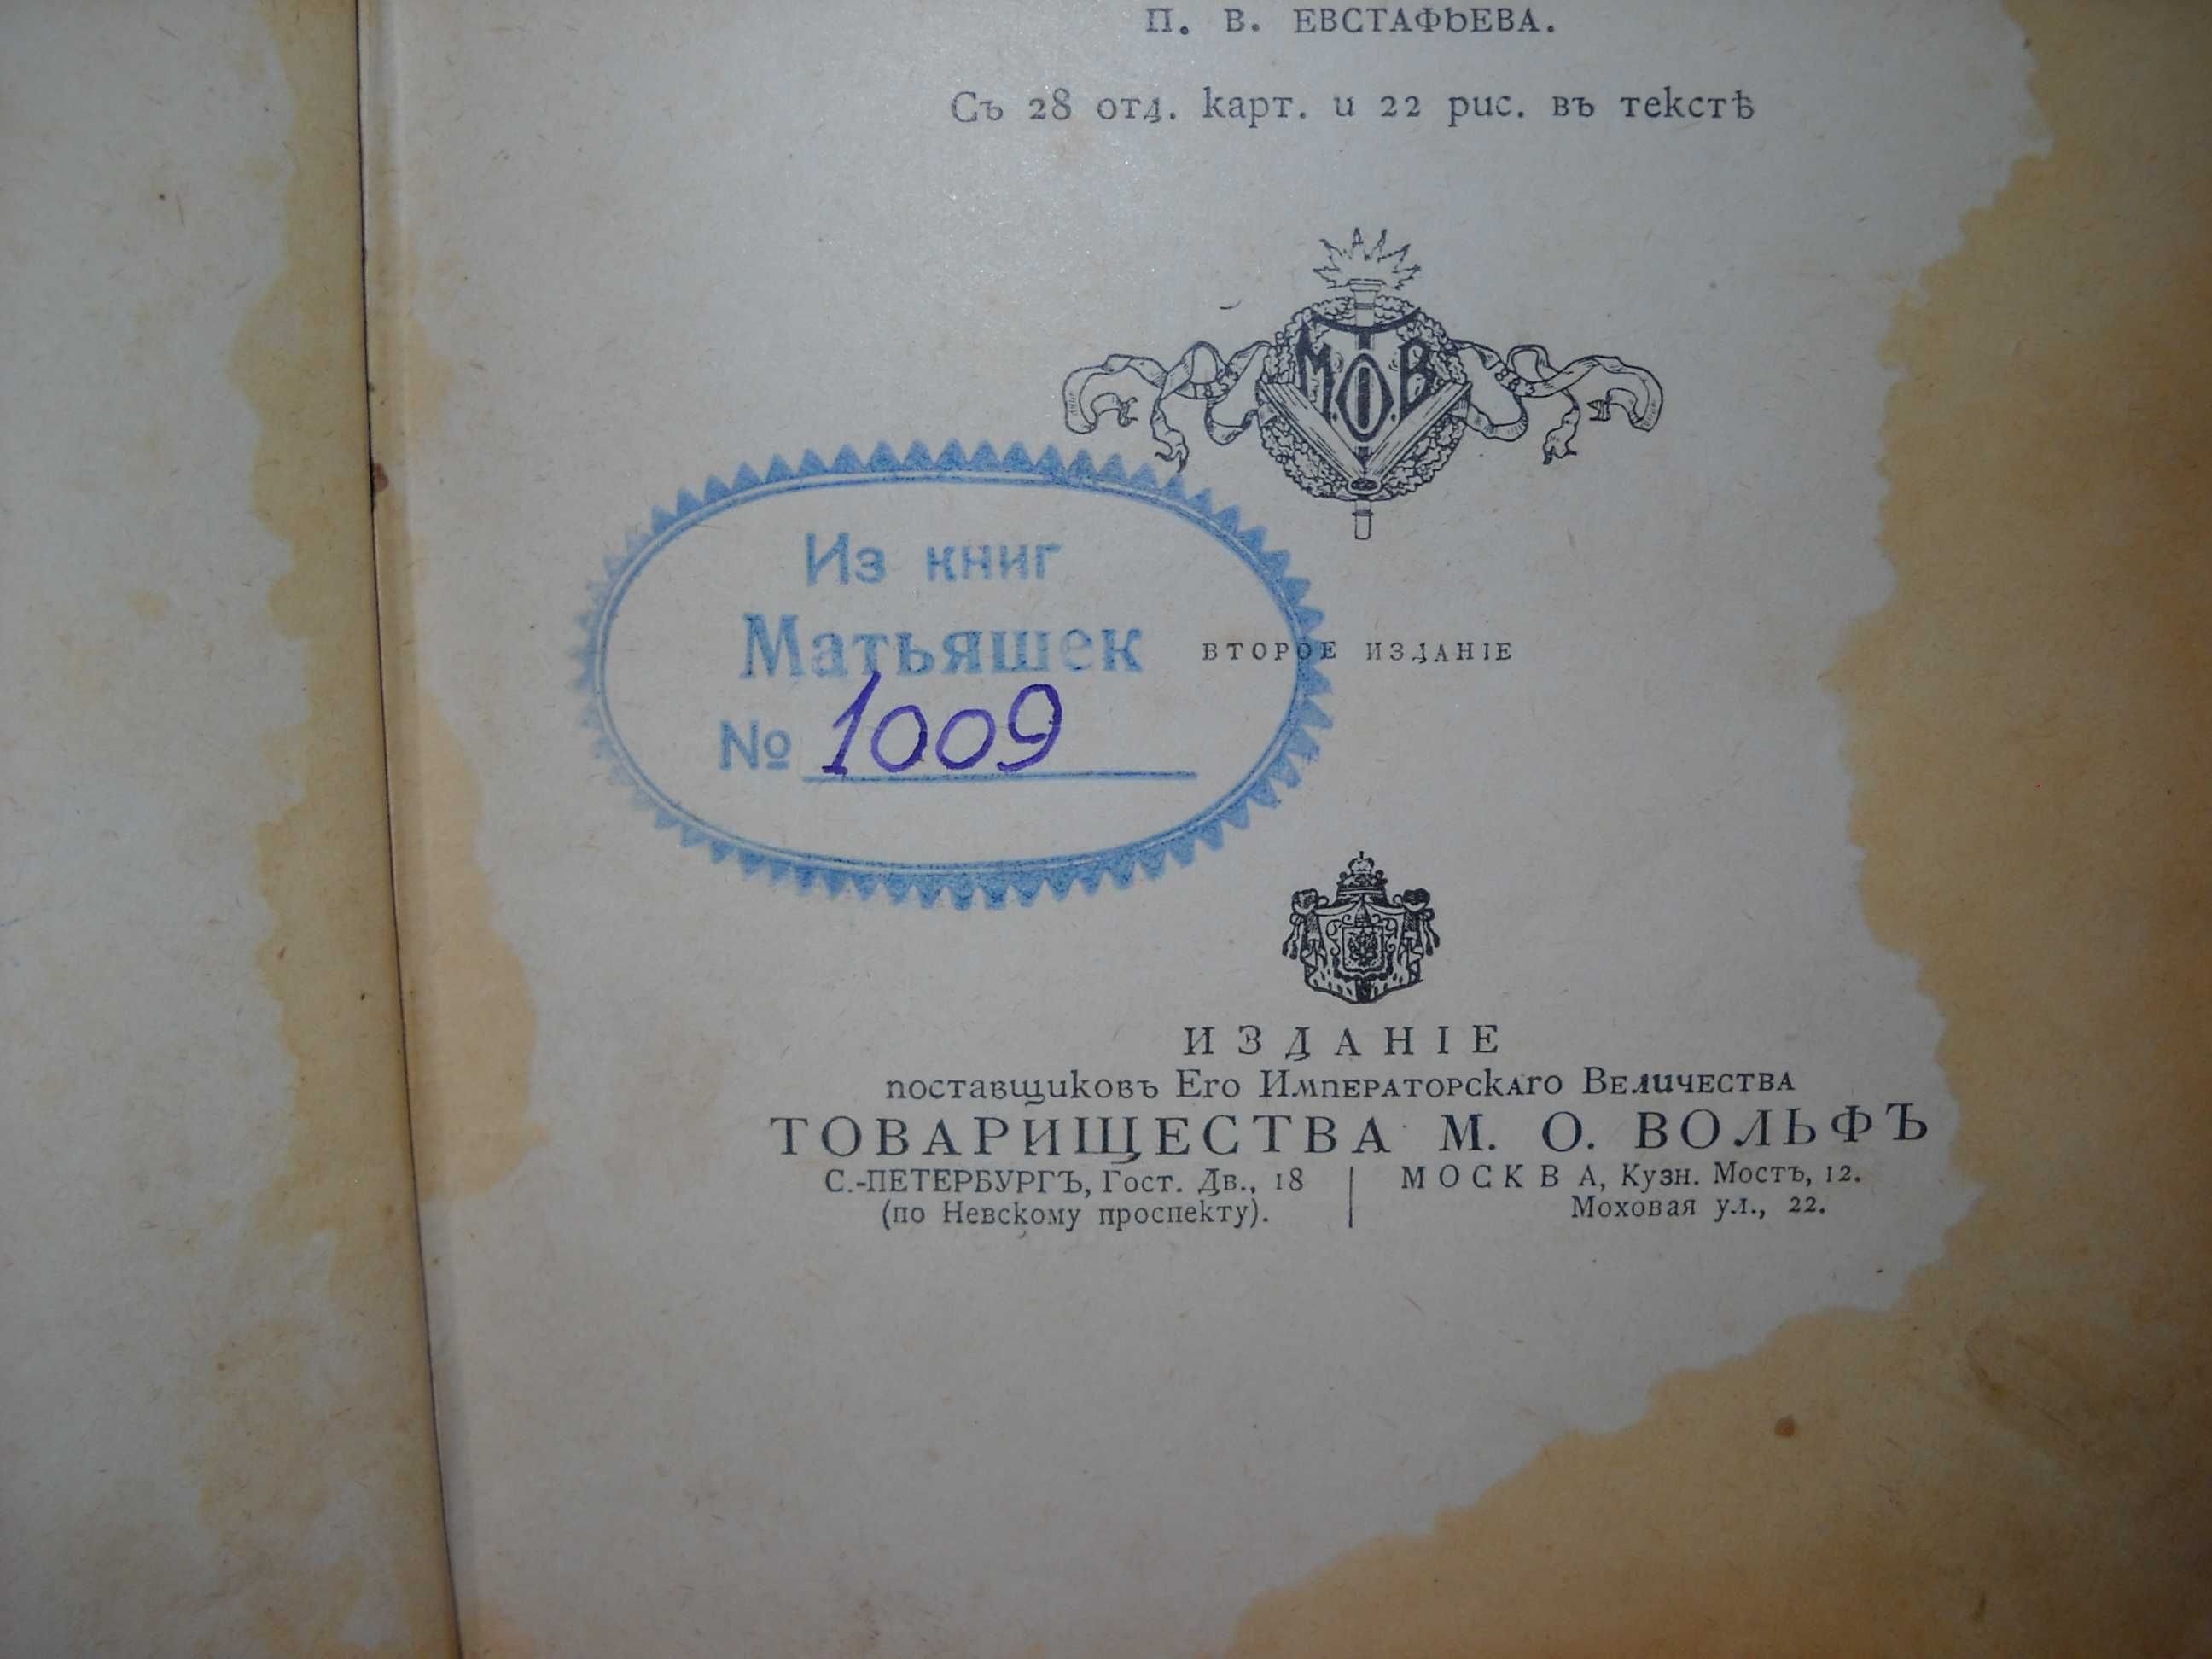 П. В. ЕВСТАФЬЕВА.
Съ 28 отд. карт. и 22 рис. въ текстѣ
М.О.В
Из книг
Матьяшек
№ 1009
ВТОРОЕ ИЗДАНІЕ
ИЗДАНІЕ
поставщиковъ Его Императорскаго Величества
ТОВАРИЩЕСТВА М. О. ВОЛЬФЪ
С.-ПЕТЕРБУРГЪ, Гост. Дв., 18
(по Невскому проспекту).
МОСКВА, Кузн. Мостъ, 12.
Моховая ул., 22.